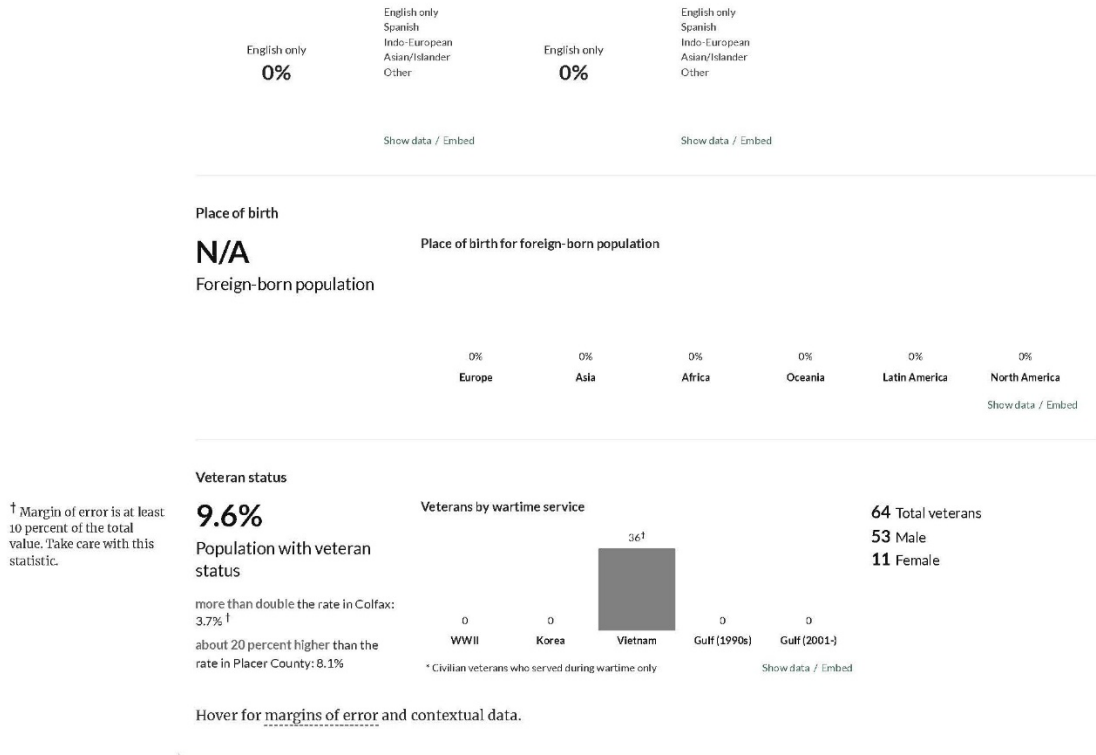 English only
0%
English only
Spanish
Indo-European
Asian/Islander
Other
Show data / Embed
English only
0%
English only
Spanish
Indo-European
Asian/Islander
Other
Show data / Embed
Place of birth
N/A
Foreign-born population
Place of birth for foreign-born population
0% 0% 0% 0% 0% 0%
Europe Asia Africa Oceania Latin America North America
Show data / Embed
† Margin of error is at least
10 percent of the total
value. Take care with this
statistic.
Veteran status
9.6%
Population with veteran
status
more than double the rate in Colfax:
3.7% †
about 20 percent higher than the
rate in Placer County: 8.1%
Veterans by wartime service
0 0 36† 0 0
WWII Korea Vietnam Gulf (1990s) Gulf (2001-)
* Civilian veterans who served during wartime only
Show data / Embed
64 Total veterans
53 Male
11 Female
Hover for margins of error and contextual data.